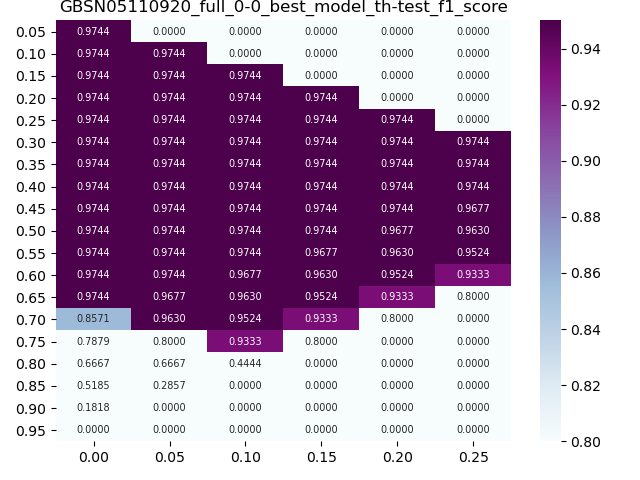 GBSN05110920_full_0-0_best_model_th-test_f1_score
0.05 0.9744 0.0000 0.0000 0.0000 0.0000 0.0000
0.10 0.9744 0.9744 0.0000 0.0000 0.0000 0.0000
0.15 0.9744 0.9744 0.9744 0.0000 0.0000 0.0000
0.20 0.9744 0.9744 0.9744 0.9744 0.0000 0.0000
0.25 0.9744 0.9744 0.9744 0.9744 0.9744 0.0000
0.30 0.9744 0.9744 0.9744 0.9744 0.9744 0.9744
0.35 0.9744 0.9744 0.9744 0.9744 0.9744 0.9744
0.40 0.9744 0.9744 0.9744 0.9744 0.9744 0.9744
0.45 0.9744 0.9744 0.9744 0.9744 0.9744 0.9677
0.50 0.9744 0.9744 0.9744 0.9744 0.9677 0.9630
0.55 0.9744 0.9744 0.9744 0.9677 0.9630 0.9524
0.60 0.9744 0.9744 0.9677 0.9630 0.9524 0.9333
0.65 0.9744 0.9677 0.9630 0.9524 0.9333 0.8000
0.70 0.8571 0.9630 0.9524 0.9333 0.8000 0.0000
0.75 0.7879 0.8000 0.9333 0.8000 0.0000 0.0000
0.80 0.6667 0.6667 0.4444 0.0000 0.0000 0.0000
0.85 0.5185 0.2857 0.0000 0.0000 0.0000 0.0000
0.90 0.1818 0.0000 0.0000 0.0000 0.0000 0.0000
0.95 0.0000 0.0000 0.0000 0.0000 0.0000 0.0000
0.00 0.05 0.10 0.15 0.20 0.25
0.94
0.92
0.90
0.88
0.86
0.84
0.82
0.80